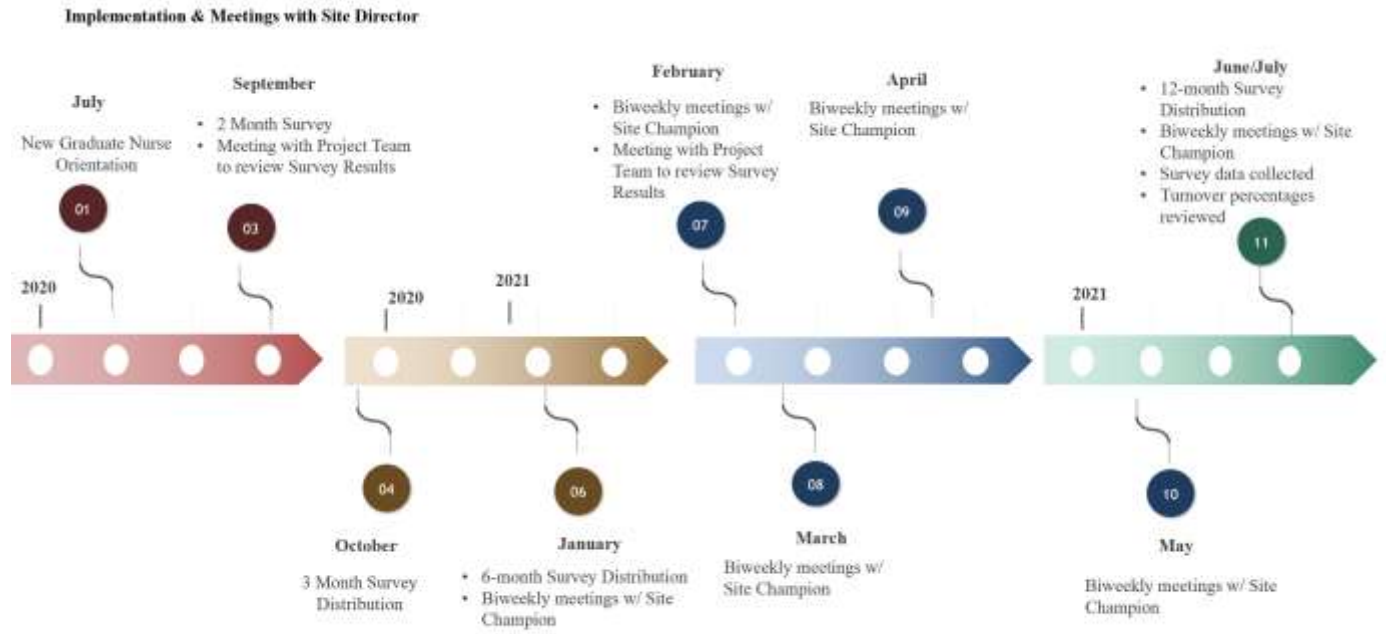 Implementation & Meetings with Site Director
July
New Graduate Nurse
Orientation
01
September
• 2 Month Survey
• Meeting with Project Team
to review Survey Results
03
February
• Biweekly meetings w/
Site Champion
• Meeting with Project
Team to review Survey
Results
07
April
Biweekly meetings w/
Site Champion
09
June/July
• 12-month Survey
Distribution
• Biweekly meetings w/ Site
Champion
• Survey data collected
• Turnover percentages
reviewed
11
2020
2020
2021
2021
04
October
3 Month Survey
Distribution
06
January
• 6-month Survey Distribution
• Biweekly meetings w/ Site
Champion
08
March
Biweekly meetings w/
Site Champion
10
May
Biweekly meetings w/ Site
Champion